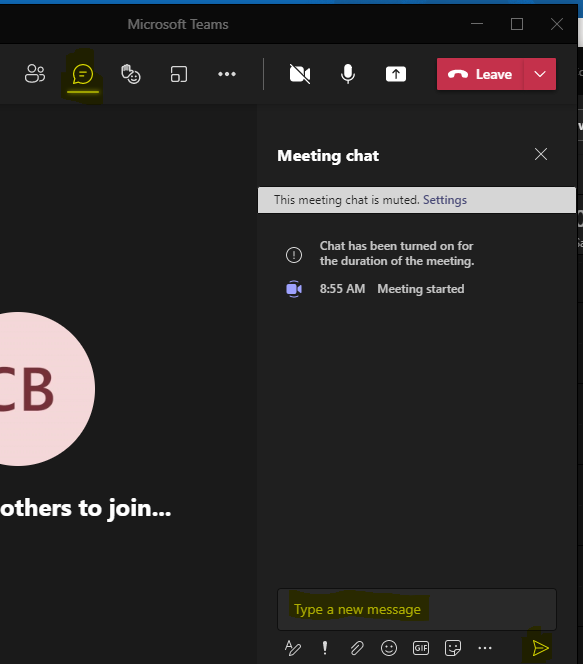 Microsoft Teams
Leave
Meeting chat
This meeting chat is muted. Settings
Chat has been turned on for
the duration of the meeting.
8:55 AM Meeting started
CB
others to join...
Type a new message
GIF